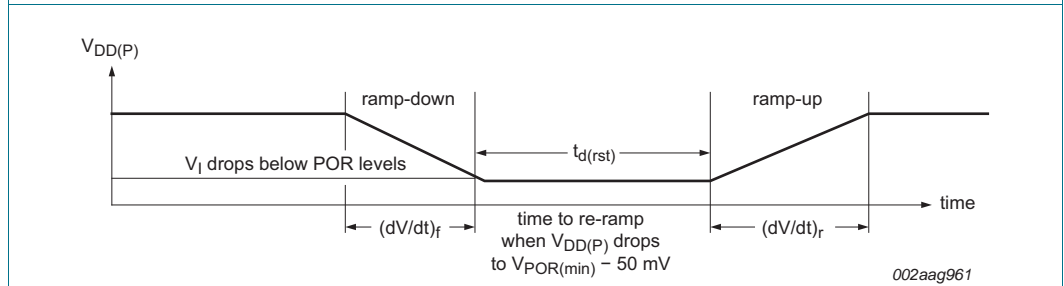 VDD(P)
ramp-down
ramp-up
td(rst)
VI drops below POR levels
time
(dV/dt)f
time to re-ramp
when VDD(P) drops
to VPOR(min) − 50 mV
(dV/dt)r
002aag961